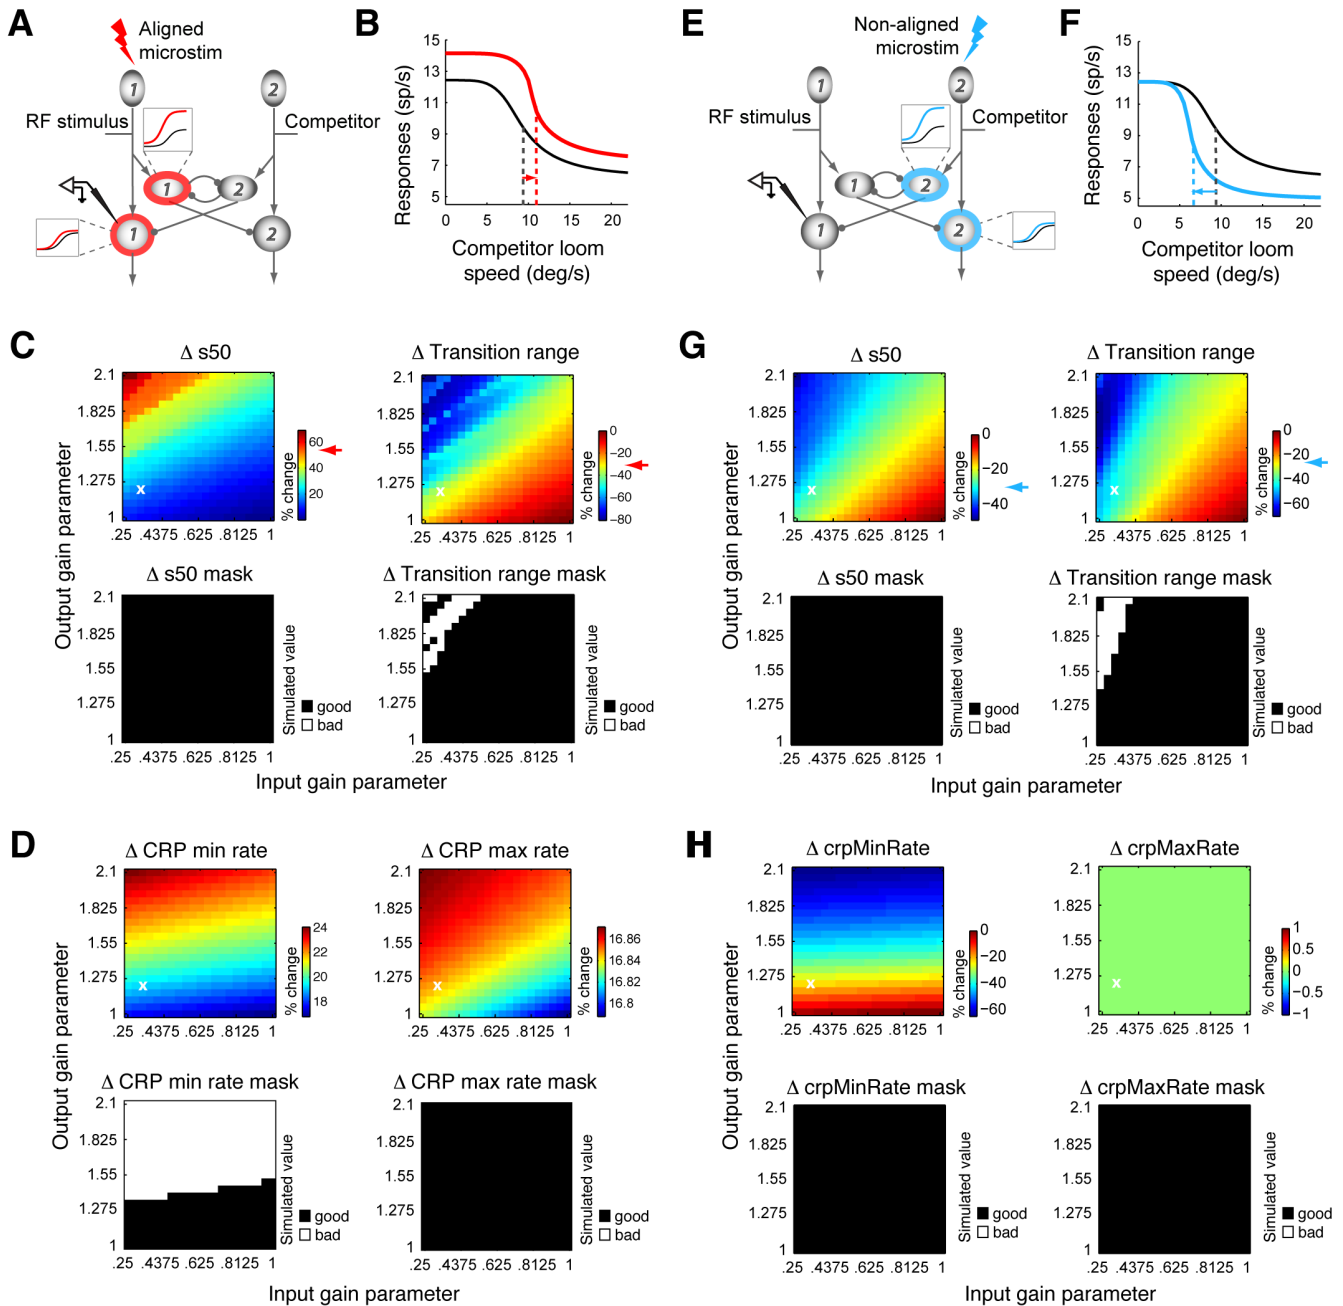 A
Aligned
microstim
1
2
RF stimulus
Competitor
1
2
1
2
B
Responses (sp/s)
15
13
11
9
7
5
0 5 10 15 20
Competitor loom
speed (deg/s)
E
Non-aligned
microstim
1
2
RF stimulus
Competitor
1
2
1
2
F
Responses (sp/s)
15
13
11
9
7
5
0 5 10 15 20
Competitor loom
speed (deg/s)
C
Output gain parameter
Δ s50
2.1
1.825
1.55
1.275
1
.25 .4375 .625 .8125 1
% change
60
40
20
Δ Transition range
2.1
1.825
1.55
1.275
1
.25 .4375 .625 .8125 1
% change
0
−20
−40
−60
−80
Δ s50 mask
2.1
1.825
1.55
1.275
1
.25 .4375 .625 .8125 1
Simulated value
good
bad
Δ Transition range mask
2.1
1.825
1.55
1.275
1
.25 .4375 .625 .8125 1
Simulated value
good
bad
Input gain parameter
G
Output gain parameter
Δ s50
2.1
1.825
1.55
1.275
1
.25 .4375 .625 .8125 1
% change
0
−20
−40
Δ Transition range
2.1
1.825
1.55
1.275
1
.25 .4375 .625 .8125 1
% change
0
−20
−40
−60
Δ s50 mask
2.1
1.825
1.55
1.275
1
.25 .4375 .625 .8125 1
Simulated value
good
bad
Δ Transition range mask
2.1
1.825
1.55
1.275
1
.25 .4375 .625 .8125 1
Simulated value
good
bad
Input gain parameter
D
Output gain parameter
Δ CRP min rate
2.1
1.825
1.55
1.275
1
.25 .4375 .625 .8125 1
% change
24
22
20
18
Δ CRP max rate
2.1
1.825
1.55
1.275
1
.25 .4375 .625 .8125 1
% change
16.86
16.84
16.82
16.8
Δ CRP min rate mask
2.1
1.825
1.55
1.275
1
.25 .4375 .625 .8125 1
Simulated value
good
bad
Δ CRP max rate mask
2.1
1.825
1.55
1.275
1
.25 .4375 .625 .8125 1
Simulated value
good
bad
Input gain parameter
H
Output gain parameter
Δ crpMinRate
2.1
1.825
1.55
1.275
1
.25 .4375 .625 .8125 1
% change
0
−20
−40
−60
Δ crpMaxRate
2.1
1.825
1.55
1.275
1
.25 .4375 .625 .8125 1
% change
1
0.5
0
−0.5
−1
Δ crpMinRate mask
2.1
1.825
1.55
1.275
1
.25 .4375 .625 .8125 1
Simulated value
good
bad
Δ crpMaxRate mask
2.1
1.825
1.55
1.275
1
.25 .4375 .625 .8125 1
Simulated value
good
bad
Input gain parameter